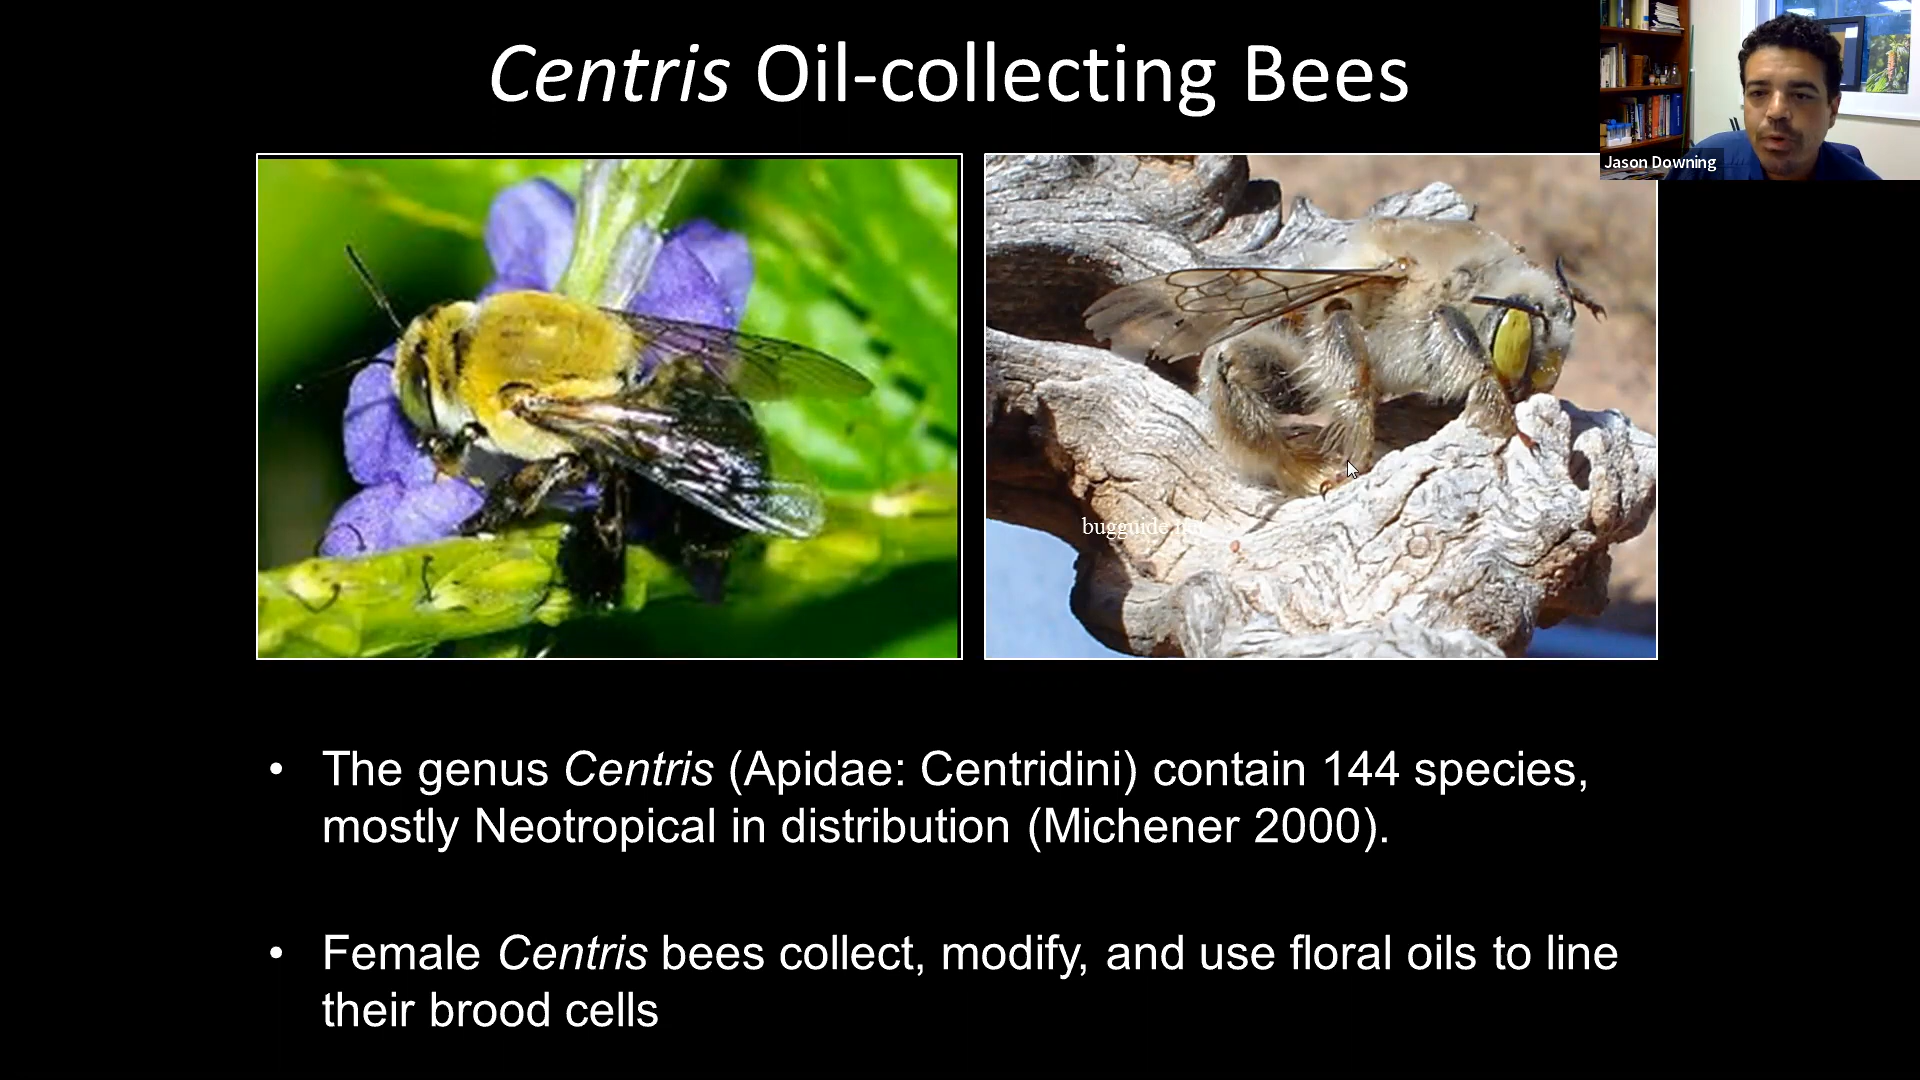 Centris Oil-collecting Bees
Jason Downing
bugguide net
• The genus Centris (Apidae: Centridini) contain 144 species,
mostly Neotropical in distribution (Michener 2000).
• Female Centris bees collect, modify, and use floral oils to line
their brood cells